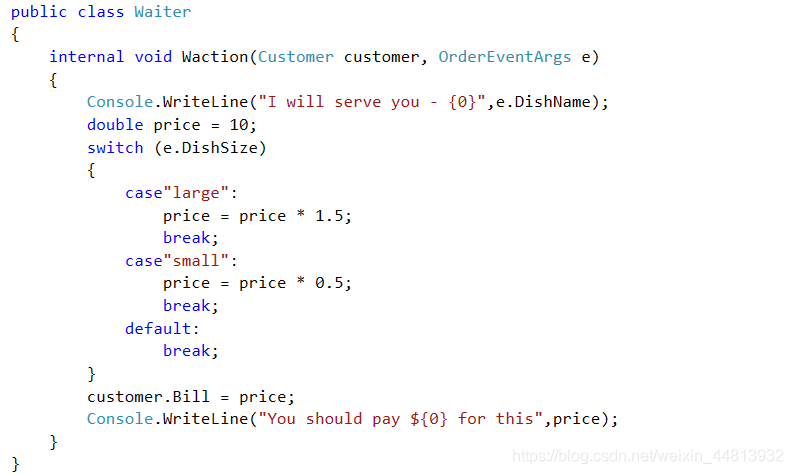 public class Waiter
{
    internal void Waction(Customer customer, OrderEventArgs e)
    {
        Console.WriteLine("I will serve you - {0}",e.DishName);
        double price = 10;
        switch (e.DishSize)
        {
            case"large":
                price = price * 1.5;
                break;
            case"small":
                price = price * 0.5;
                break;
            default:
                break;
        }
        customer.Bill = price;
        Console.WriteLine("You should pay ${0} for this",price);
    }
}
https://blog.csdn.net/weixin_44813932